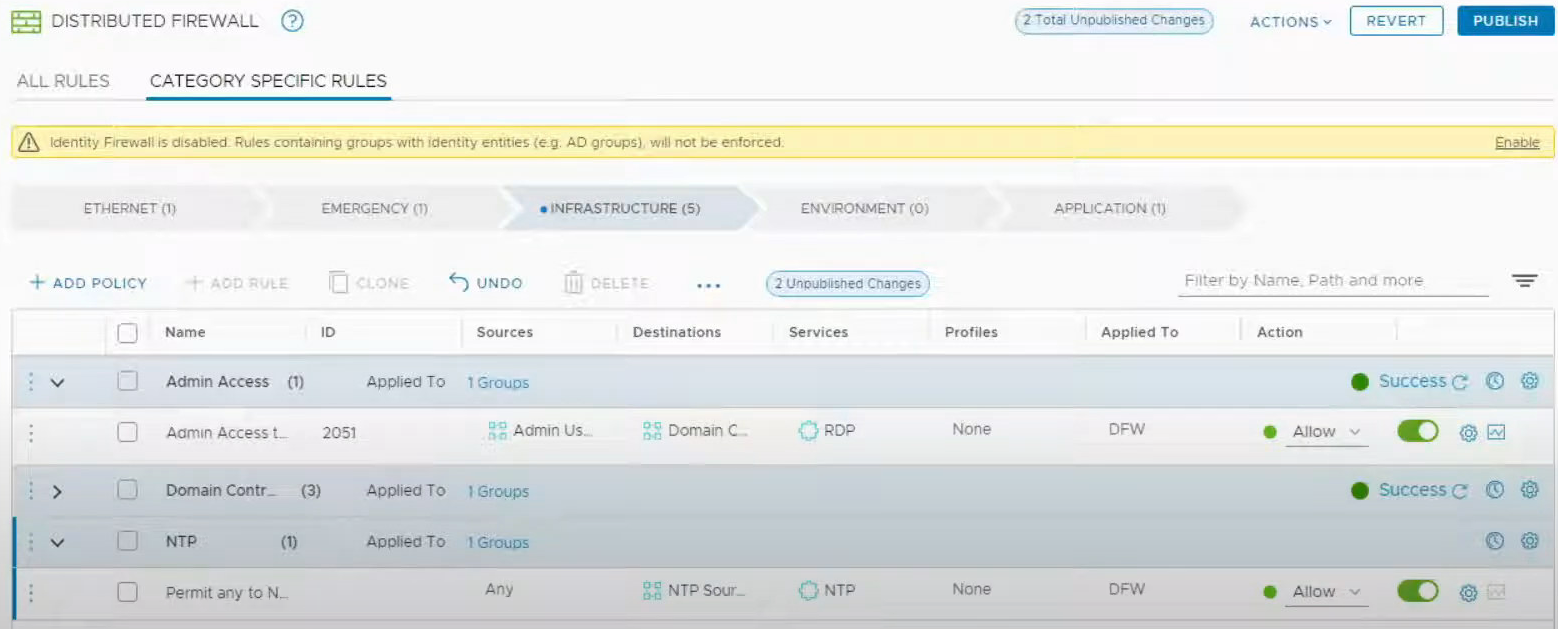 DISTRIBUTED FIREWALL ? 2 Total Unpublished Changes ACTIONS REVERT PUBLISH
ALL RULES CATEGORY SPECIFIC RULES
Identity Firewall is disabled. Rules containing groups with identity entities (e.g. AD groups), will not be enforced. Enable
ETHERNET (1) EMERGENCY (1) INFRASTRUCTURE (5) ENVIRONMENT (0) APPLICATION (1)
+ ADD POLICY + ADD RULE CLONE UNDO DELETE ... 2 Unpublished Changes Filter by Name, Path and more
Name ID Sources Destinations Services Profiles Applied To Action
Admin Access (1) Applied To 1 Groups Success
Admin Access t... 2051 Admin Us... Domain C... RDP None DFW Allow
Domain Contr... (3) Applied To 1 Groups Success
NTP (1) Applied To 1 Groups
Permit any to N... Any NTP Sour... NTP None DFW Allow